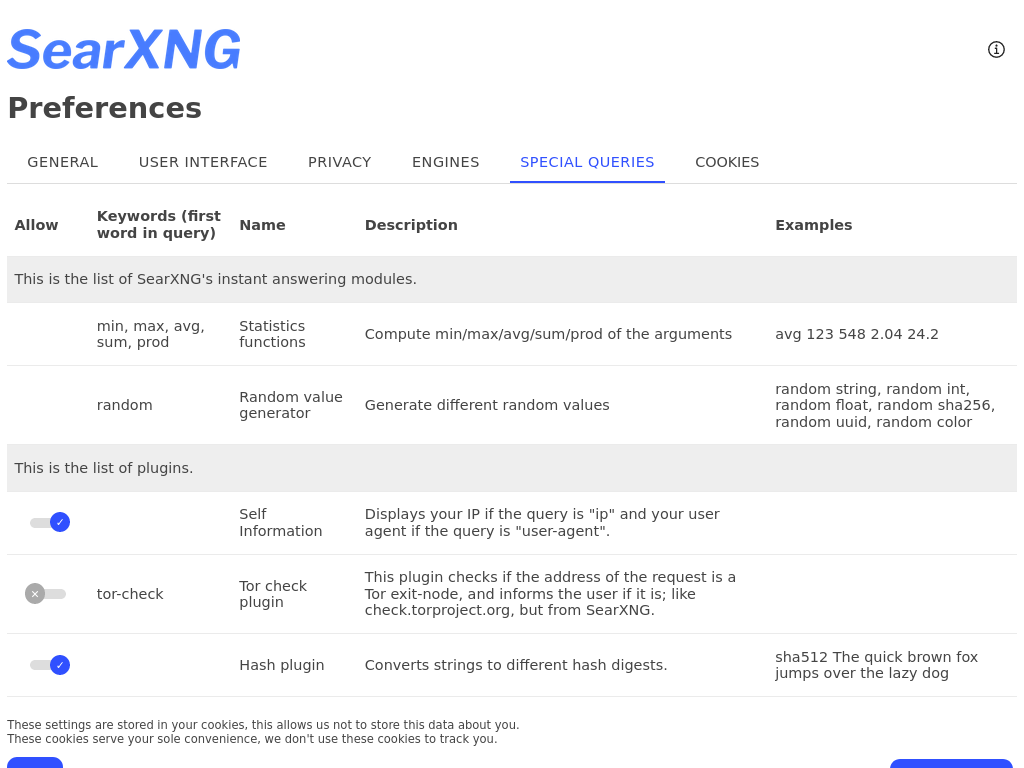 SearXNG
Preferences
GENERAL USER INTERFACE PRIVACY ENGINES SPECIAL QUERIES COOKIES
Allow Keywords (first word in query) Name Description Examples
This is the list of SearXNG's instant answering modules.
min, max, avg, sum, prod Statistics functions Compute min/max/avg/sum/prod of the arguments avg 123 548 2.04 24.2
random Random value generator Generate different random values random string, random int, random float, random sha256, random uuid, random color
This is the list of plugins.
Self Information Displays your IP if the query is "ip" and your user agent if the query is "user-agent".
tor-check Tor check plugin This plugin checks if the address of the request is a Tor exit-node, and informs the user if it is; like check.torproject.org, but from SearXNG.
Hash plugin Converts strings to different hash digests. sha512 The quick brown fox jumps over the lazy dog
These settings are stored in your cookies, this allows us not to store this data about you.
These cookies serve your sole convenience, we don't use these cookies to track you.